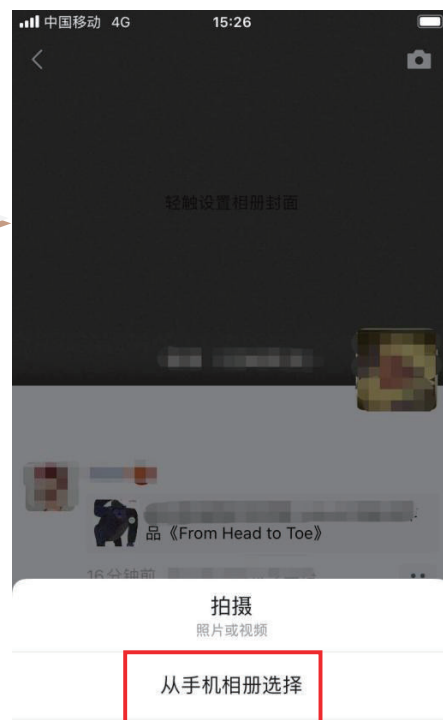 中国移动 4G 15:26
轻触设置相册封面
品《From Head to Toe》
16分钟前
拍摄
照片或视频
从手机相册选择